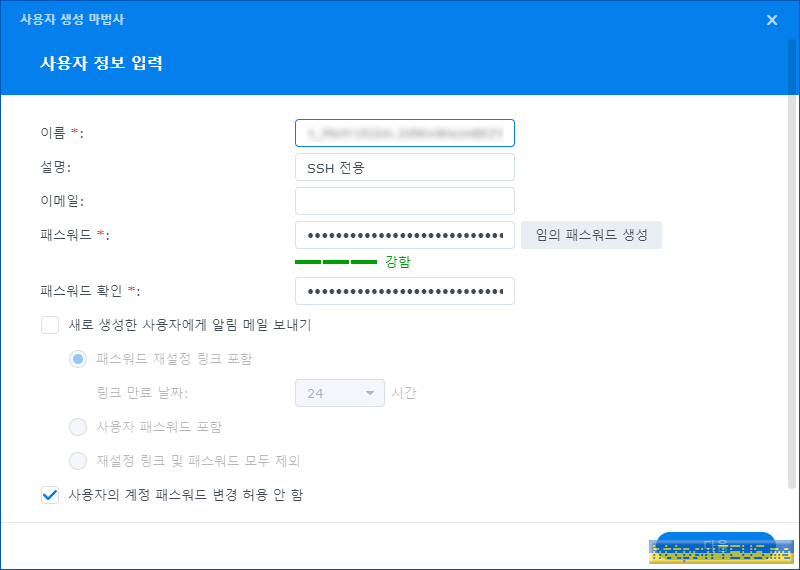 사용자 생성 마법사
사용자 정보 입력
이름 *:
설명: SSH 전용
이메일:
패스워드 *: 임의 패스워드 생성
강함
패스워드 확인 *:
새로 생성한 사용자에게 알림 메일 보내기
패스워드 재설정 링크 포함
링크 만료 날짜: 24 시간
사용자 패스워드 포함
재설정 링크 및 패스워드 모두 제외
사용자의 계정 패스워드 변경 허용 안 함
다음